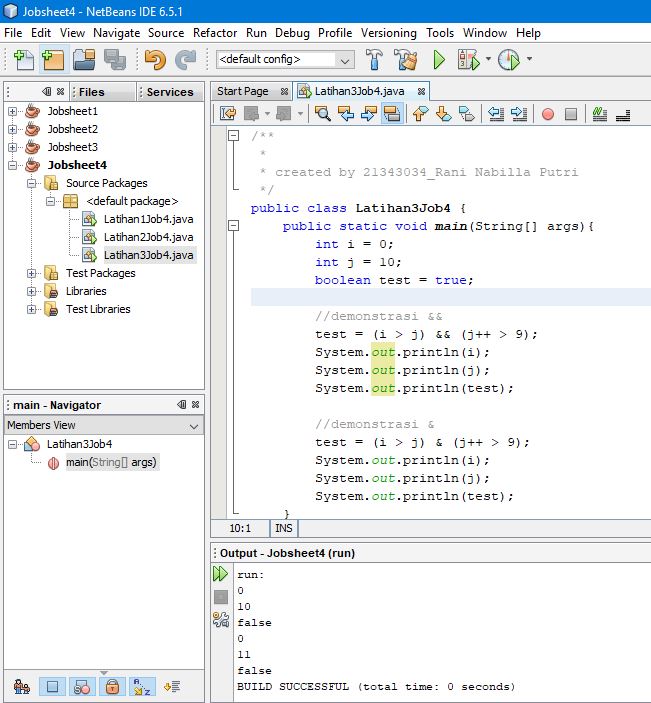 Jobsheet4 - NetBeans IDE 6.5.1
File Edit View Navigate Source Refactor Run Debug Profile Versioning Tools Window Help
<default config>
Files Services
Jobsheet1
Jobsheet2
Jobsheet3
Jobsheet4
Source Packages
<default package>
Latihan1Job4.java
Latihan2Job4.java
Latihan3Job4.java
Test Packages
Libraries
Test Libraries
main - Navigator
Members View
Latihan3Job4
main(String[] args)
Start Page Latihan3Job4.java
/**
*
* created by 21343034_Rani Nabilla Putri
*/
public class Latihan3Job4 {
public static void main(String[] args){
int i = 0;
int j = 10;
boolean test = true;
//demonstrasi &&
test = (i > j) && (j++ > 9);
System.out.println(i);
System.out.println(j);
System.out.println(test);
//demonstrasi &
test = (i > j) & (j++ > 9);
System.out.println(i);
System.out.println(j);
System.out.println(test);
}
10:1 INS
Output - Jobsheet4 (run)
run:
0
10
false
0
11
false
BUILD SUCCESSFUL (total time: 0 seconds)